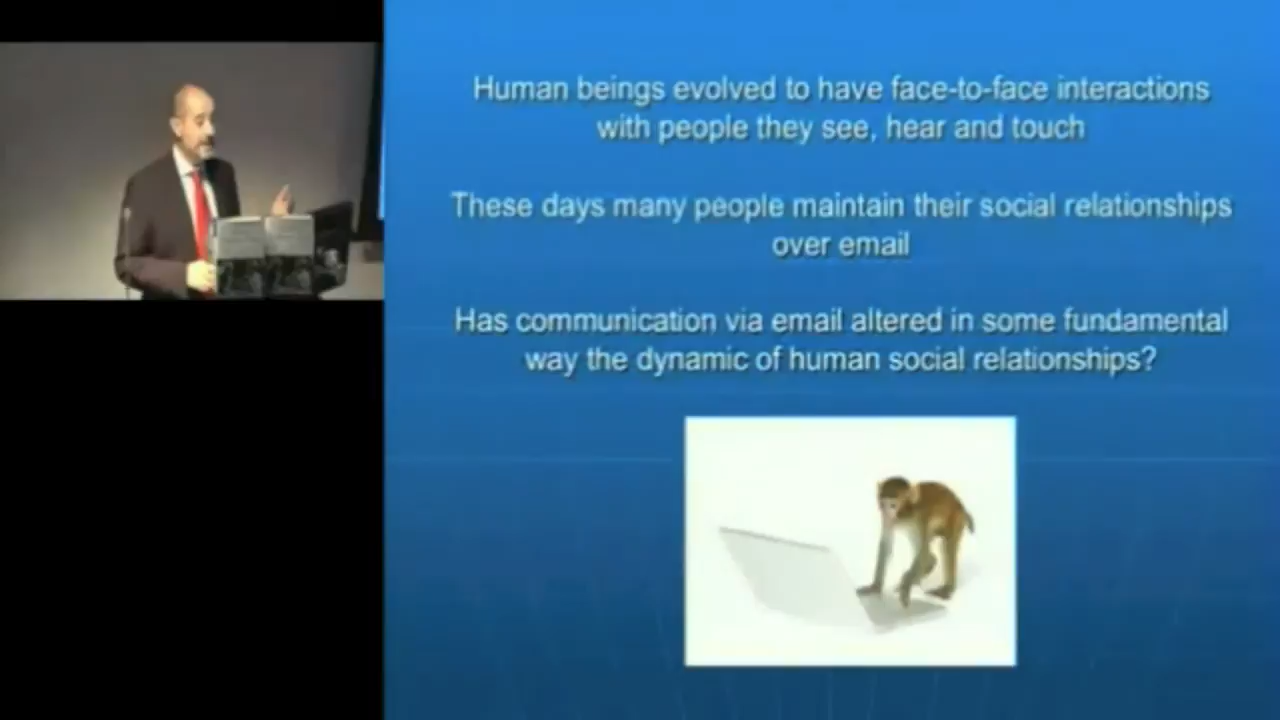 Human beings evolved to have face-to-face interactions
with people they see, hear and touch
These days many people maintain their social relationships
over email
Has communication via email altered in some fundamental
way the dynamic of human social relationships?